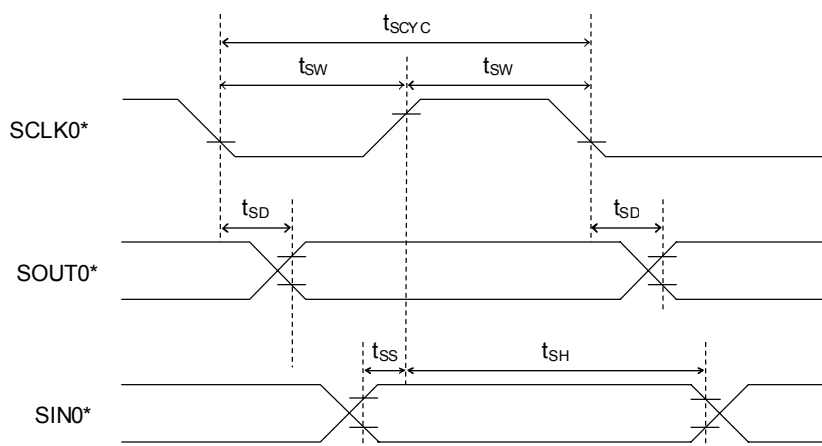 tSCYC
tSW tSW
SCLK0*
tSD tSD
SOUT0*
tSS tSH
SIN0*